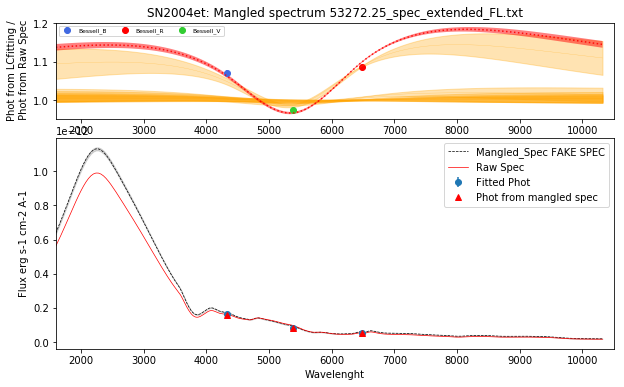 SN2004et: Mangled spectrum 53272.25_spec_extended_FL.txt
Phot from LCfitting /
Phot from Raw Spec
1.2
1.1
1.0
Bessell_B
Bessell_R
Bessell_V
2000 3000 4000 5000 6000 7000 8000 9000 10000
1e−12
Flux erg s-1 cm-2 A-1
1.0
0.8
0.6
0.4
0.2
0.0
Mangled_Spec FAKE SPEC
Raw Spec
Fitted Phot
Phot from mangled spec
2000 3000 4000 5000 6000 7000 8000 9000 10000
Wavelenght